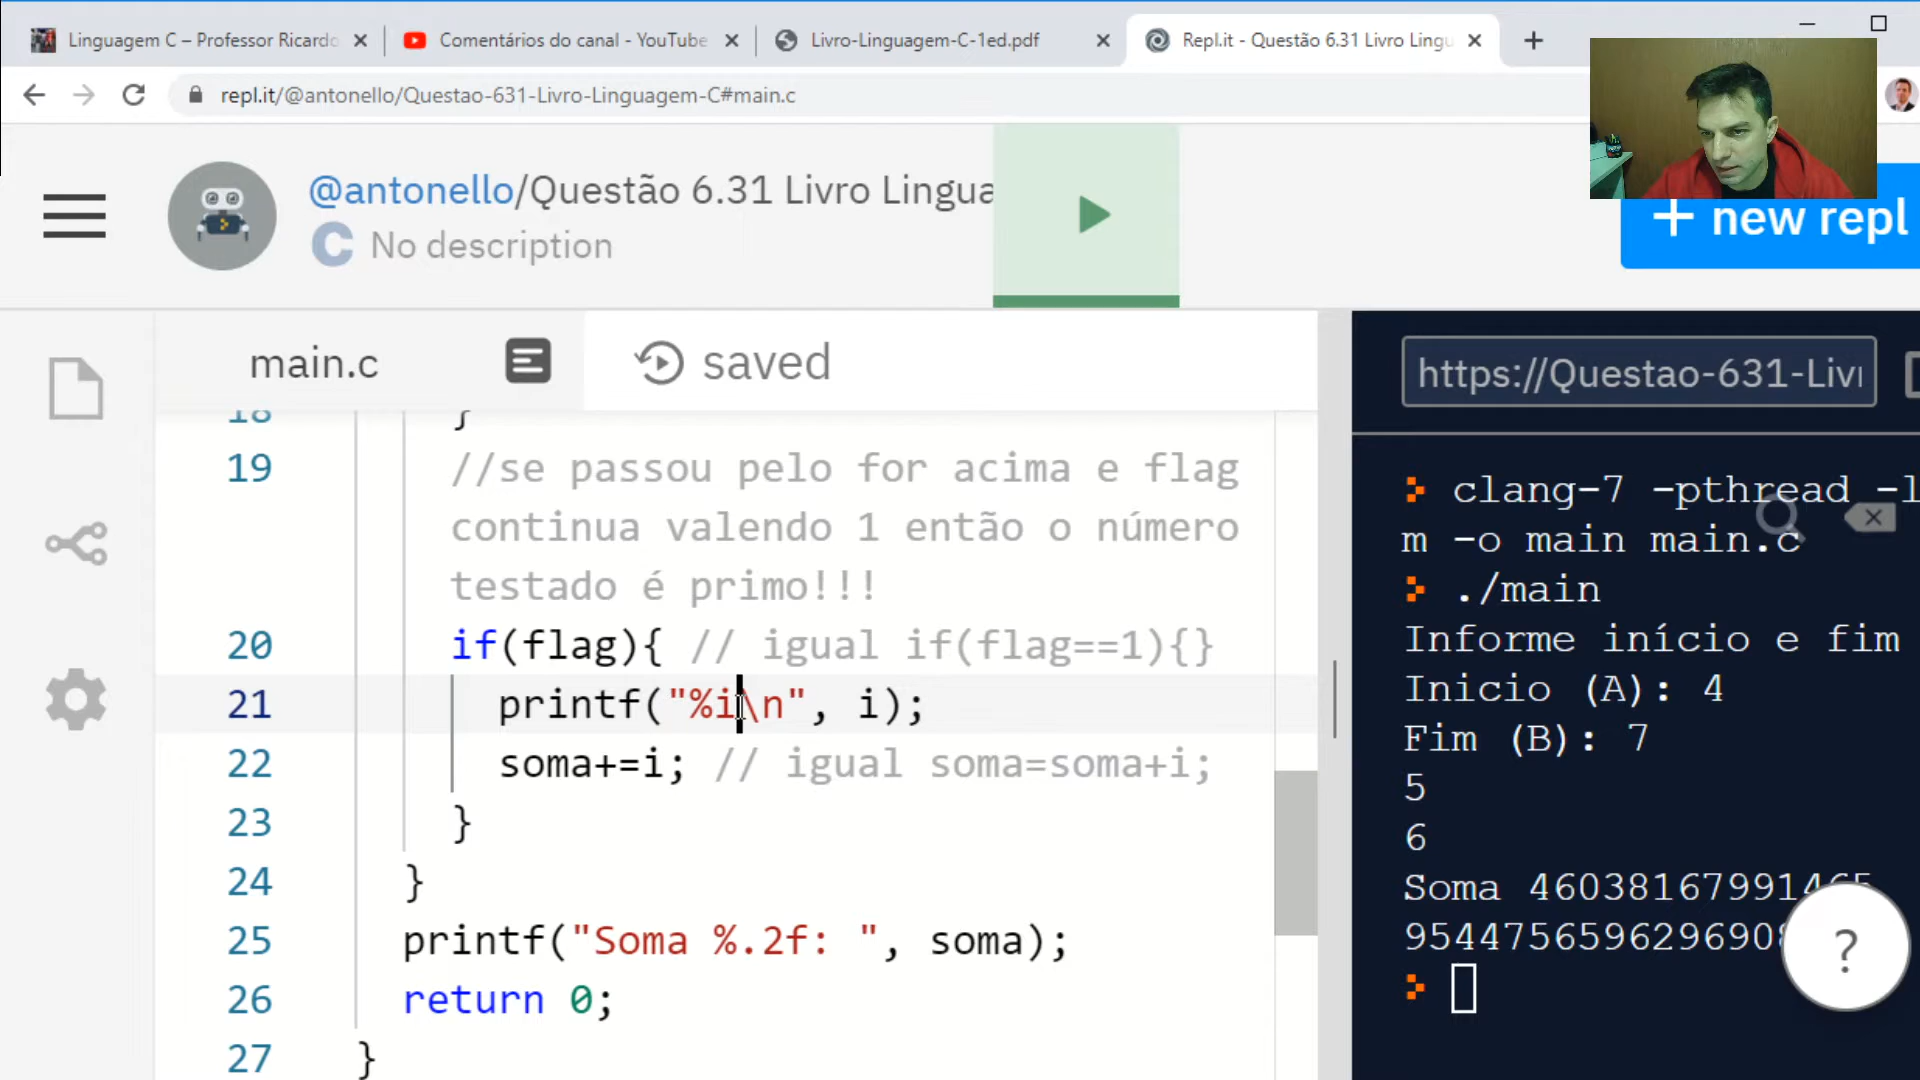 Linguagem C – Professor Ricardo
Comentários do canal - YouTube
Livro-Linguagem-C-1ed.pdf
Repl.it - Questão 6.31 Livro Lingu
repl.it/@antonello/Questao-631-Livro-Linguagem-C#main.c
@antonello/Questão 6.31 Livro Lingua
C No description
+ new repl
main.c
saved
https://Questao-631-Livr
18 }
19 //se passou pelo for acima e flag
continua valendo 1 então o número
testado é primo!!!
20 if(flag){ // igual if(flag==1){}
21 printf("%i\n", i);
22 soma+=i; // igual soma=soma+i;
23 }
24 }
25 printf("Soma %.2f: ", soma);
26 return 0;
27 }
clang-7 -pthread -l
m -o main main.c
./main
Informe início e fim
Inicio (A): 4
Fim (B): 7
5
6
Soma 46038167991465
9544756596296908
?